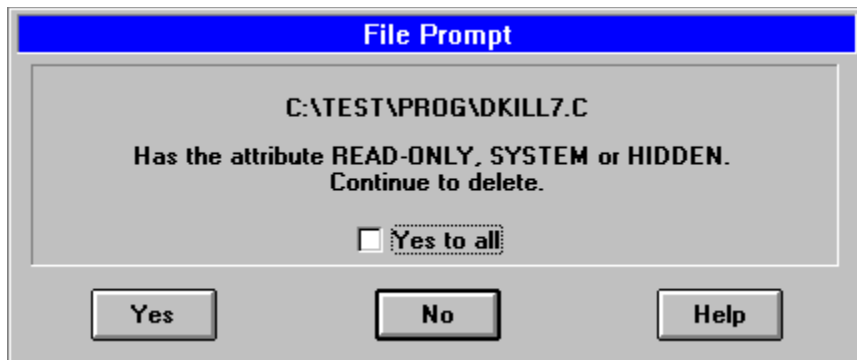 File Prompt
C:\TEST\PROG\DKILL7.C
Has the attribute READ-ONLY, SYSTEM or HIDDEN.
Continue to delete.
Yes to all
Yes No Help